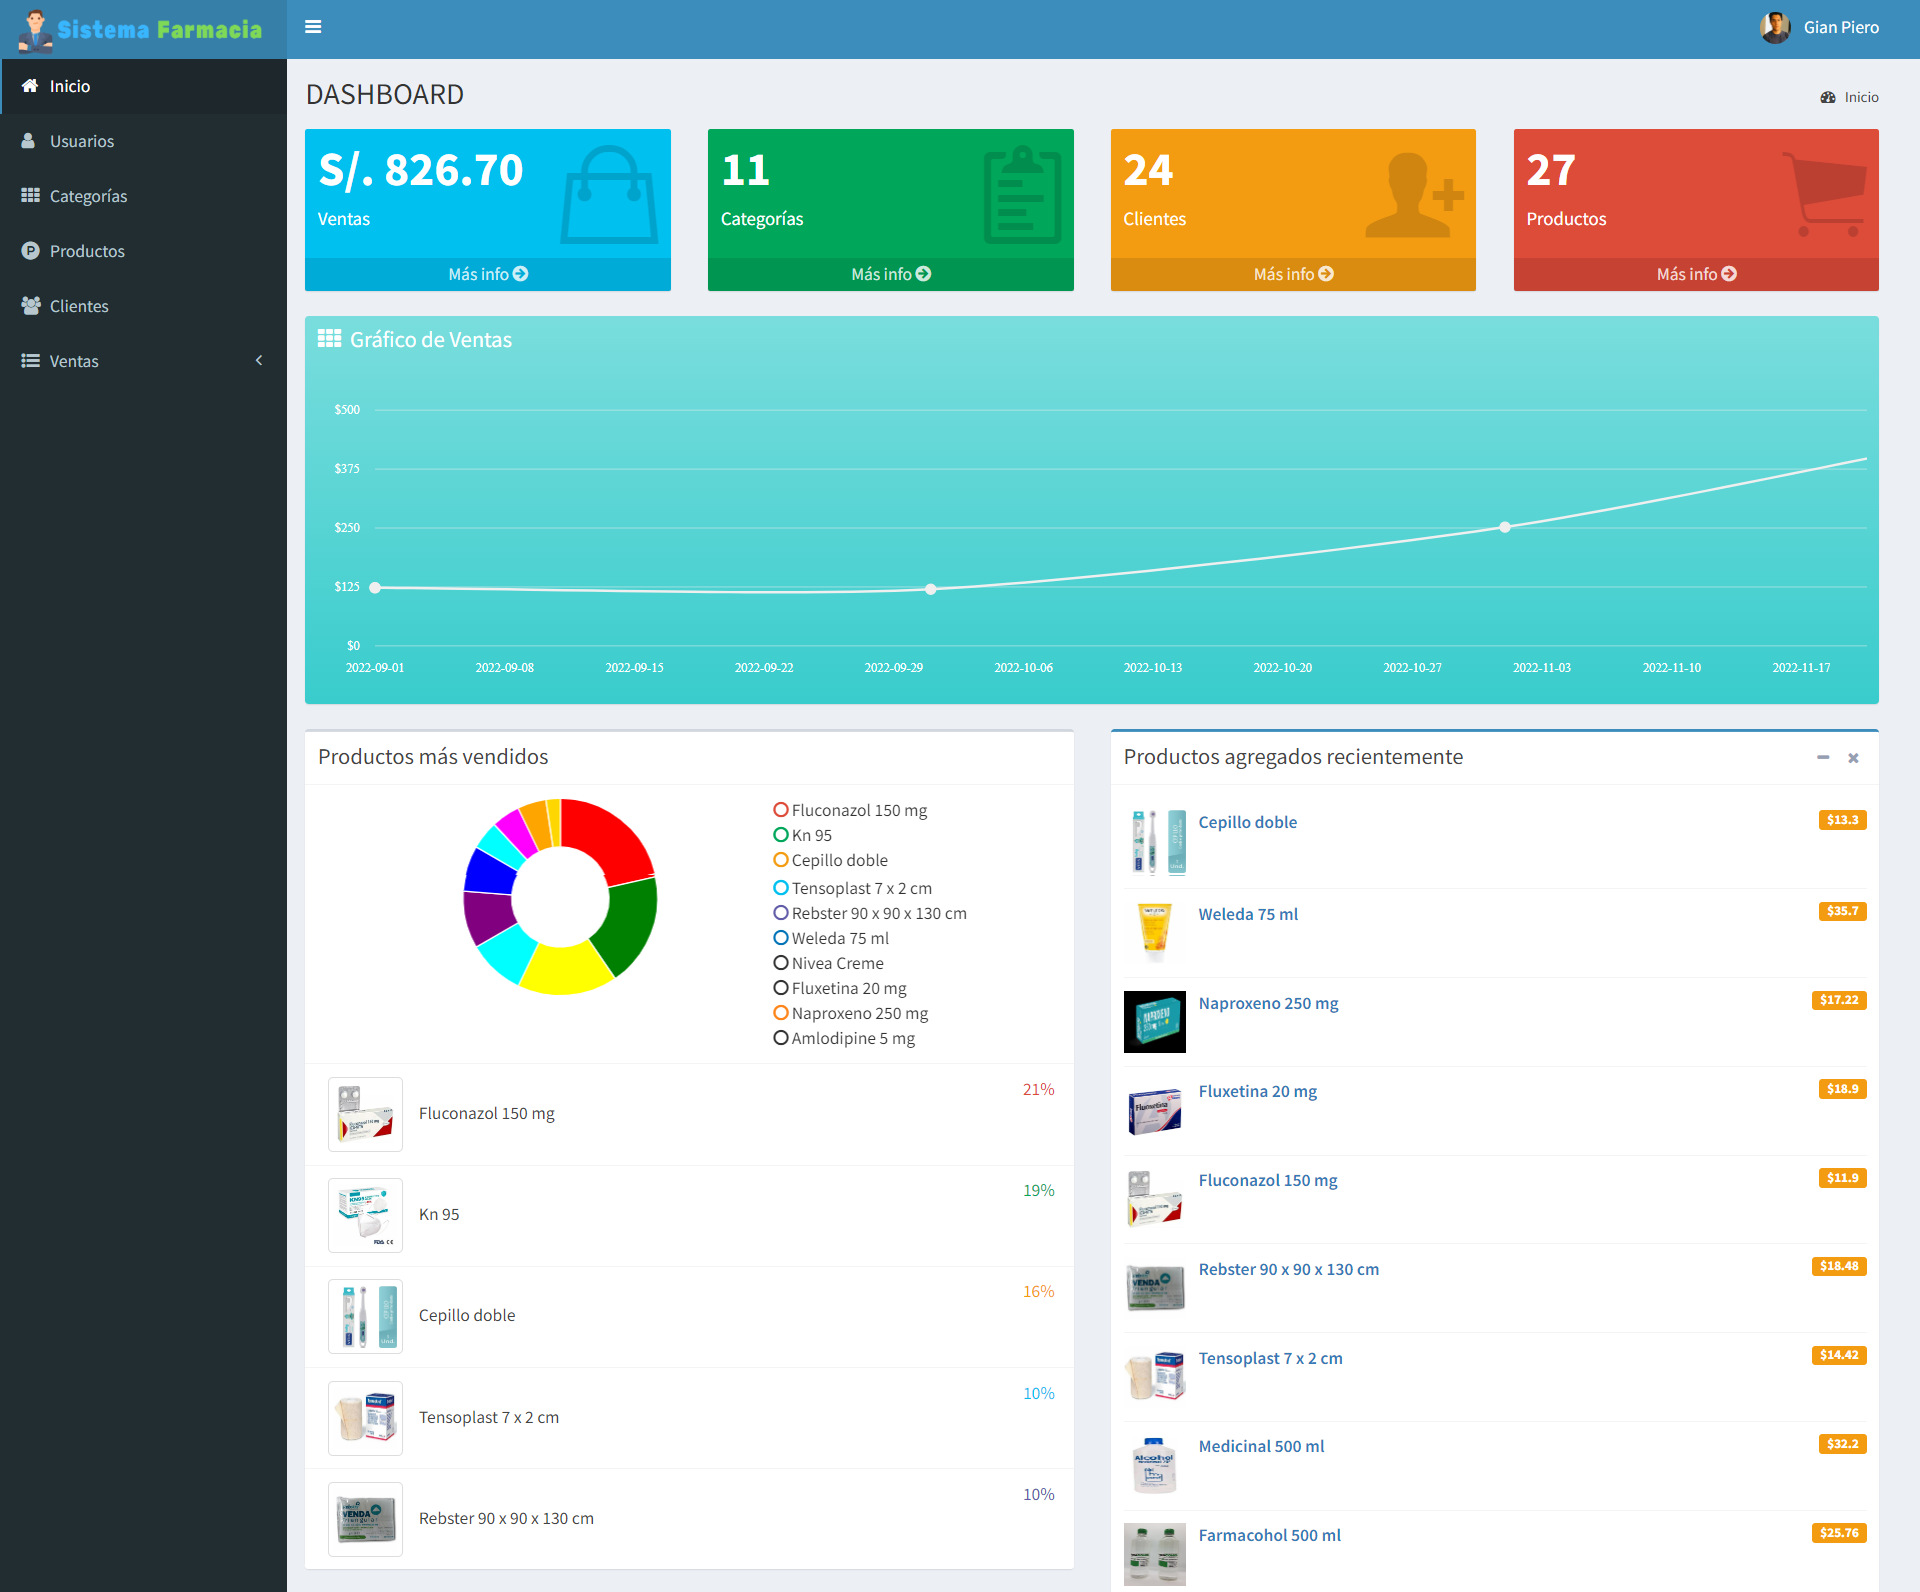 Sistema Farmacia
Gian Piero
Inicio
Usuarios
Categorías
Productos
Clientes
Ventas
DASHBOARD
Inicio
S/. 826.70
Ventas
Más info
11
Categorías
Más info
24
Clientes
Más info
27
Productos
Más info
Gráfico de Ventas
$500
$375
$250
$125
$0
2022-09-01
2022-09-08
2022-09-15
2022-09-22
2022-09-29
2022-10-06
2022-10-13
2022-10-20
2022-10-27
2022-11-03
2022-11-10
2022-11-17
Productos más vendidos
Fluconazol 150 mg
Kn 95
Cepillo doble
Tensoplast 7 x 2 cm
Rebster 90 x 90 x 130 cm
Weleda 75 ml
Nivea Creme
Fluxetina 20 mg
Naproxeno 250 mg
Amlodipine 5 mg
Fluconazol 150 mg
21%
Kn 95
19%
Cepillo doble
16%
Tensoplast 7 x 2 cm
10%
Rebster 90 x 90 x 130 cm
10%
Productos agregados recientemente
Cepillo doble
$13.3
Weleda 75 ml
$35.7
Naproxeno 250 mg
$17.22
Fluxetina 20 mg
$18.9
Fluconazol 150 mg
$11.9
Rebster 90 x 90 x 130 cm
$18.48
Tensoplast 7 x 2 cm
$14.42
Medicinal 500 ml
$32.2
Farmacohol 500 ml
$25.76